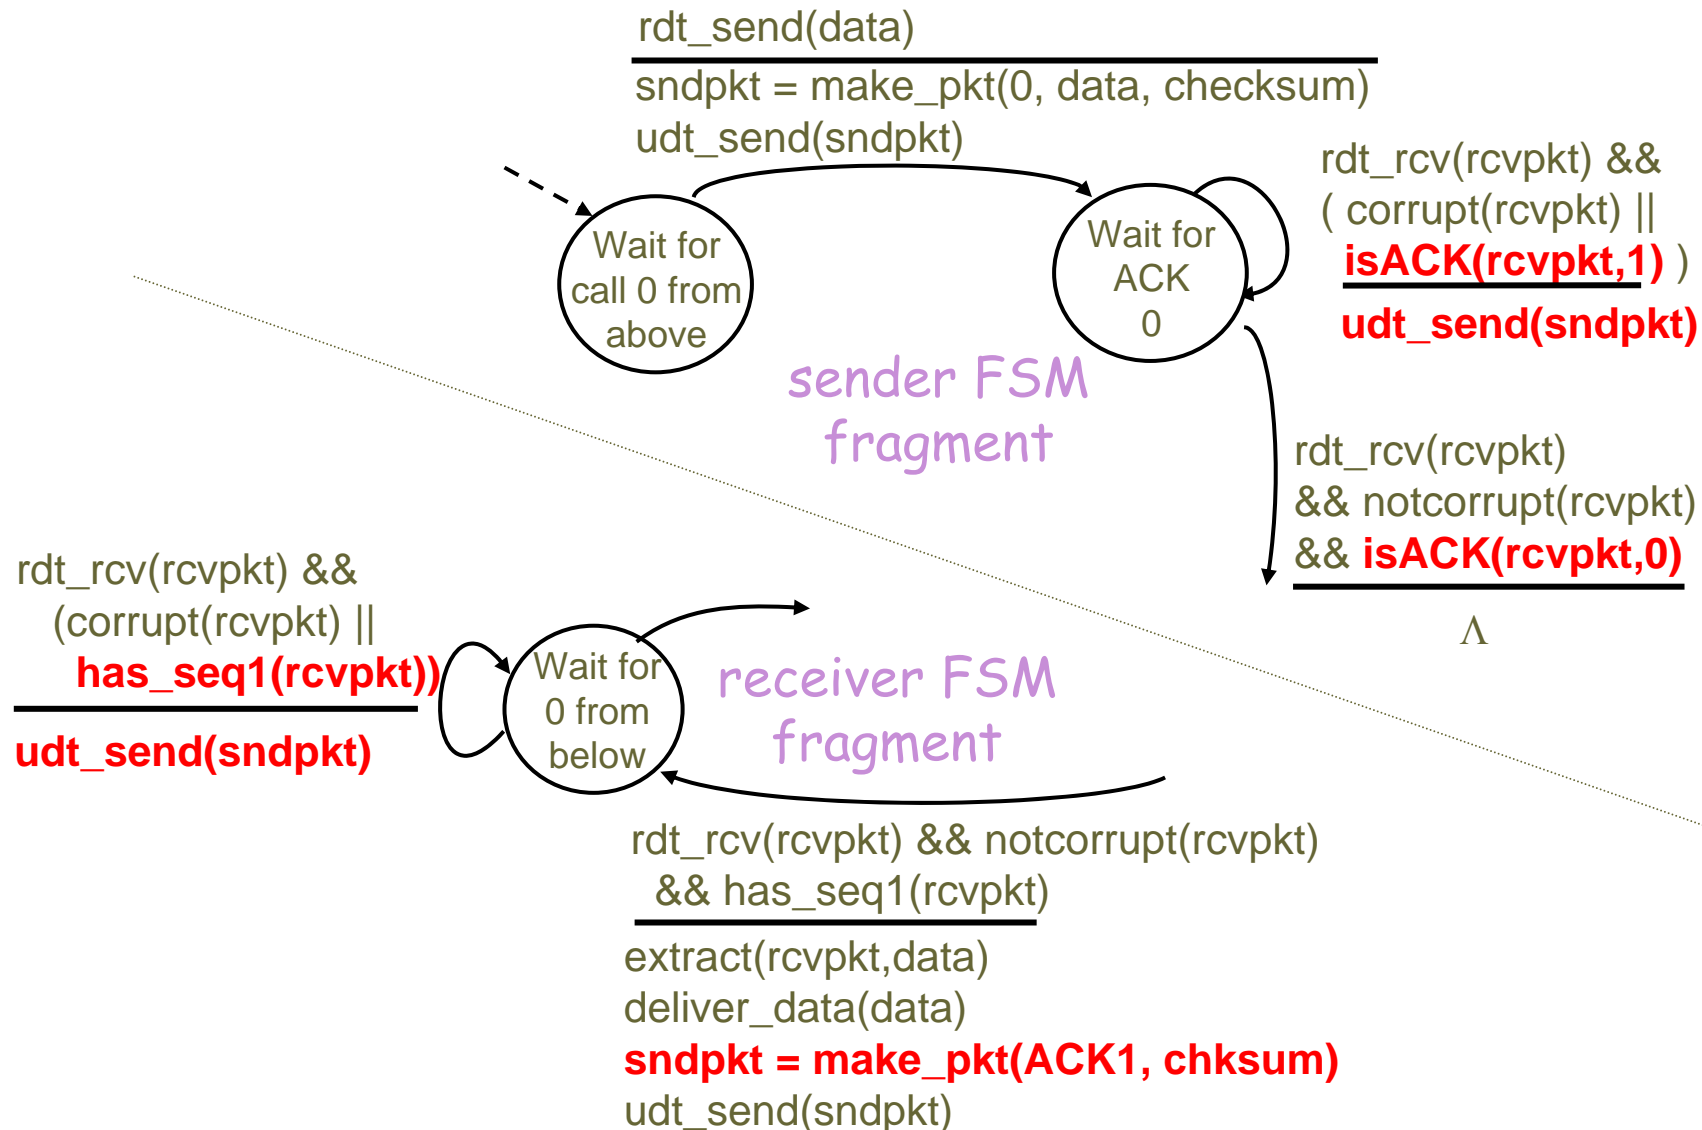 rdt_send(data)
sndpkt = make_pkt(0, data, checksum)
udt_send(sndpkt)
Wait for
call 0 from
above
Wait for
ACK
0
rdt_rcv(rcvpkt) &&
( corrupt(rcvpkt) ||
isACK(rcvpkt,1) )
udt_send(sndpkt)
sender FSM
fragment
rdt_rcv(rcvpkt)
&& notcorrupt(rcvpkt)
&& isACK(rcvpkt,0)
Λ
rdt_rcv(rcvpkt) &&
(corrupt(rcvpkt) ||
has_seq1(rcvpkt))
udt_send(sndpkt)
Wait for
0 from
below
receiver FSM
fragment
rdt_rcv(rcvpkt) && notcorrupt(rcvpkt)
&& has_seq1(rcvpkt)
extract(rcvpkt,data)
deliver_data(data)
sndpkt = make_pkt(ACK1, chksum)
udt_send(sndpkt)